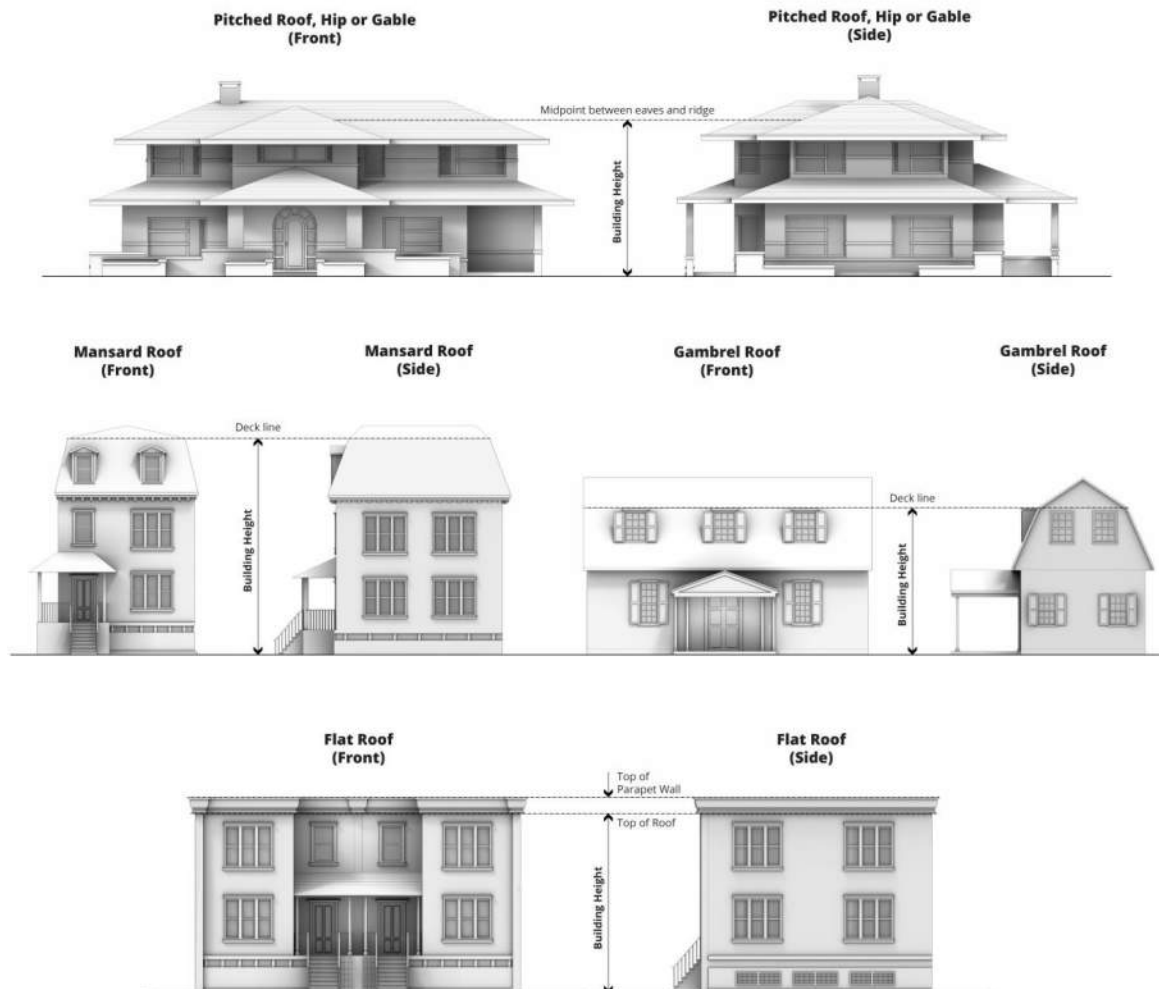 Pitched Roof, Hip or Gable
(Front)
Pitched Roof, Hip or Gable
(Side)
Midpoint between eaves and ridge
Building Height
Mansard Roof
(Front)
Mansard Roof
(Side)
Gambrel Roof
(Front)
Gambrel Roof
(Side)
Deck line
Building Height
Deck line
Building Height
Flat Roof
(Front)
Flat Roof
(Side)
Top of
Parapet Wall
Top of Roof
Building Height